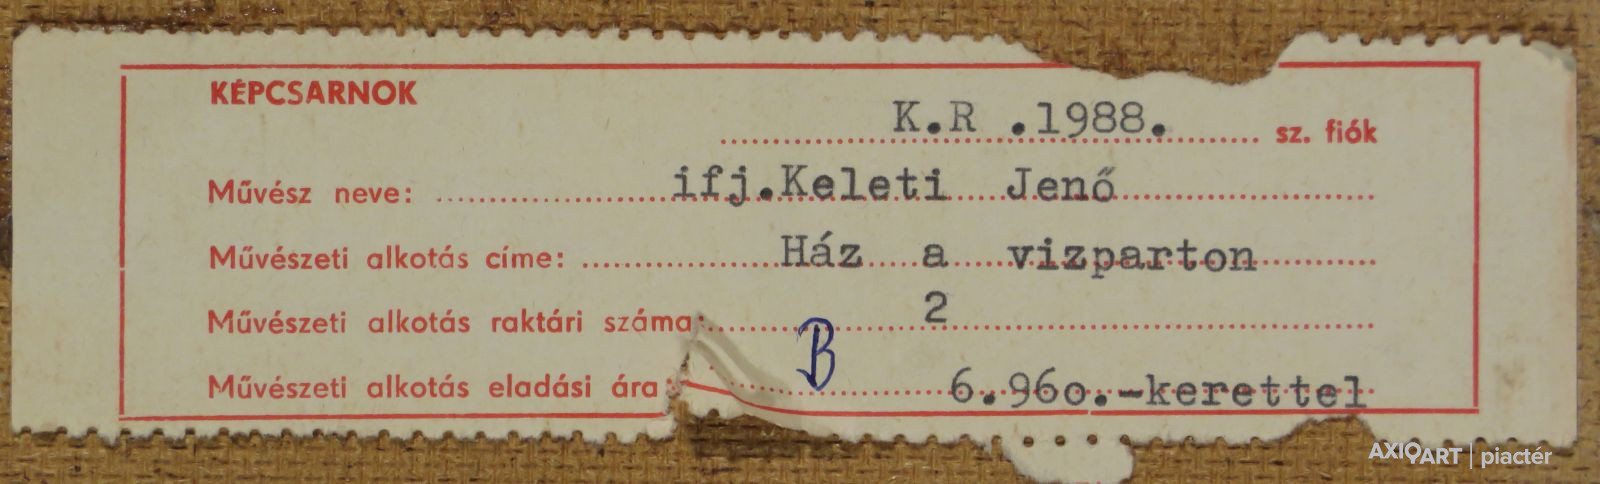 KÉPCSARNOK
K.R .1988. sz. fiók
Művész neve: ifj.Keleti Jenő
Művészeti alkotás címe: Ház a vizparton
Művészeti alkotás raktári száma: 2
B
Művészeti alkotás eladási ára: 6.96o.-kerettel
AXIOART | piactér